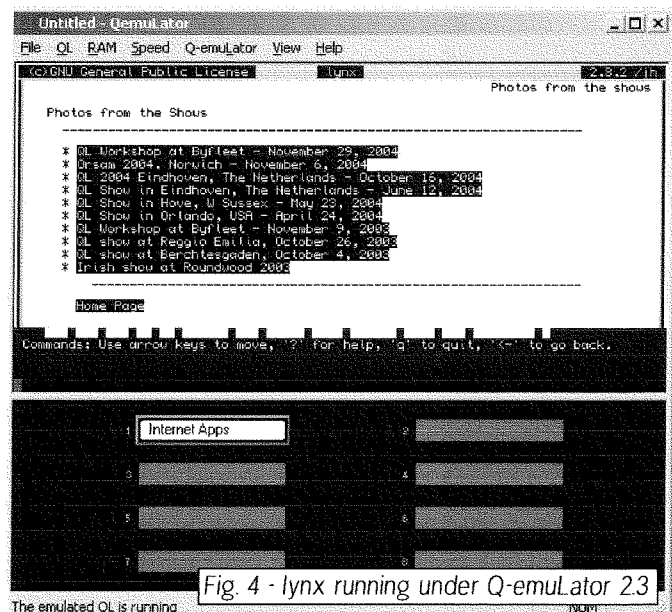 Untitled - QemuLator
File QL RAM Speed Q-emuLator View Help
(c)GNU General Public License lynx 2.8.2 /jh
Photos from the shows
Photos from the Shows
* QL Workshop at Byfleet - November 29, 2004
* Qrsam 2004, Norwich - November 6, 2004
* QL 2004 Eindhoven, The Netherlands - October 16, 2004
* QL Show in Eindhoven, The Netherlands - June 12, 2004
* QL Show in Hove, W Sussex - May 23, 2004
* QL Show in Orlando, USA - April 24, 2004
* QL Workshop at Byfleet - November 9, 2003
* QL show at Reggio Emilia, October 26, 2003
* QL show at Berchtesgaden, October 4, 2003
* Irish show at Roundwood 2003
Home Page
Commands: Use arrow keys to move, '?' for help, 'q' to quit, '<-' to go back.
1 Internet Apps 2
3 4
5 6
7 8
Fig. 4 - lynx running under Q-emuLator 2.3
The emulated QL is running NUM